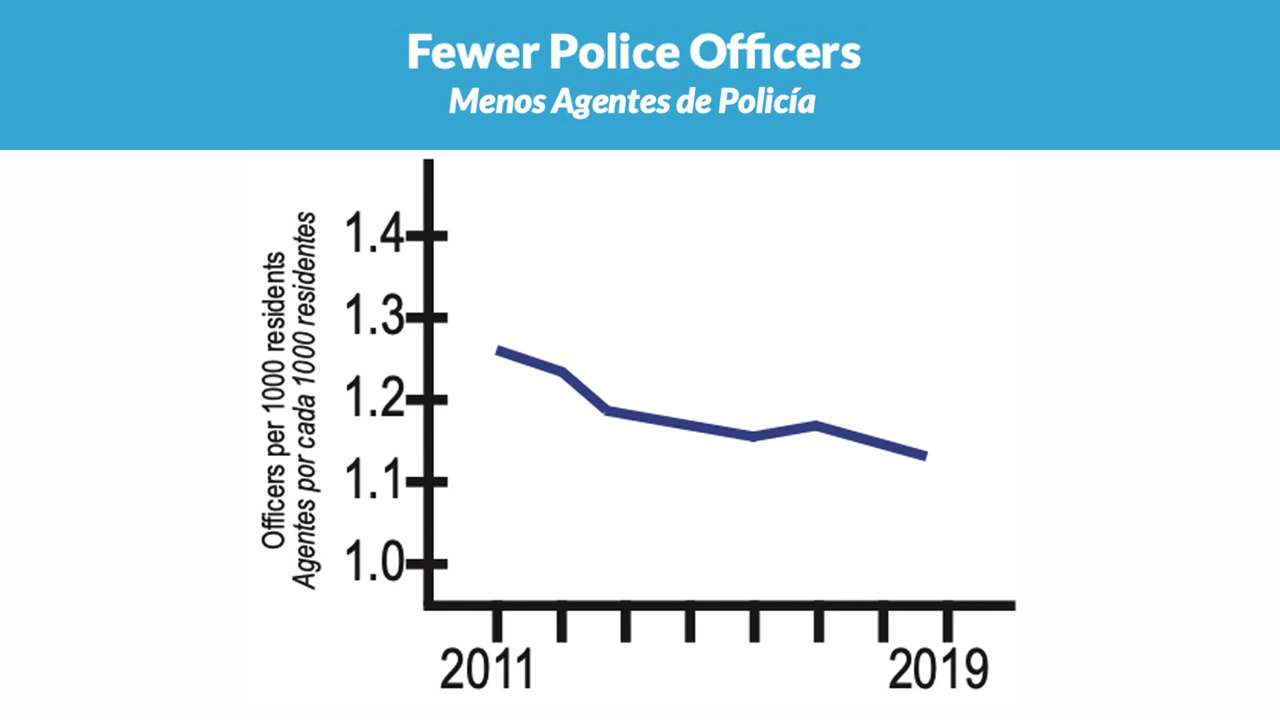 Fewer Police Officers
Menos Agentes de Policía
Officers per 1000 residents
Agentes por cada 1000 residentes
1.4
1.3
1.2
1.1
1.0
2011
2019